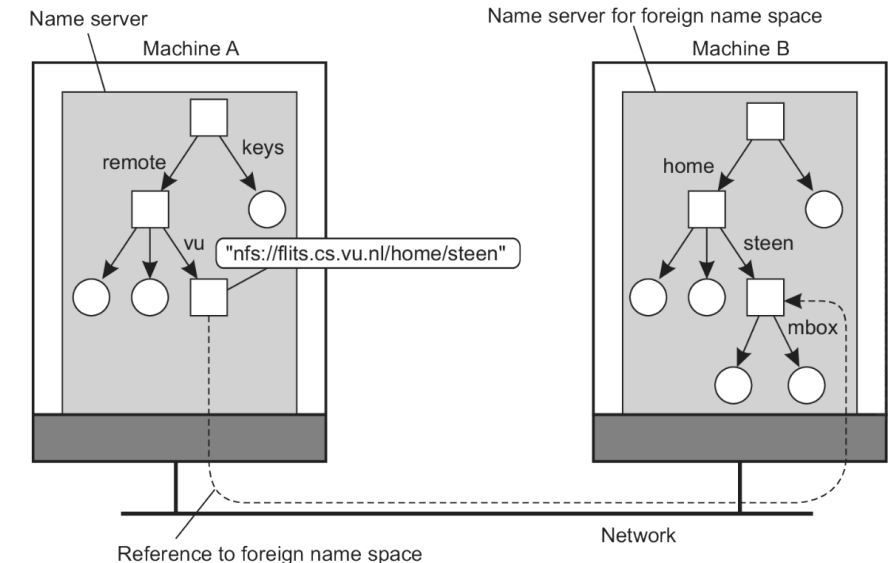 Name server
Name server for foreign name space
Machine A
Machine B
keys
remote
home
vu
"nfs://flits.cs.vu.nl/home/steen"
steen
mbox
Network
Reference to foreign name space